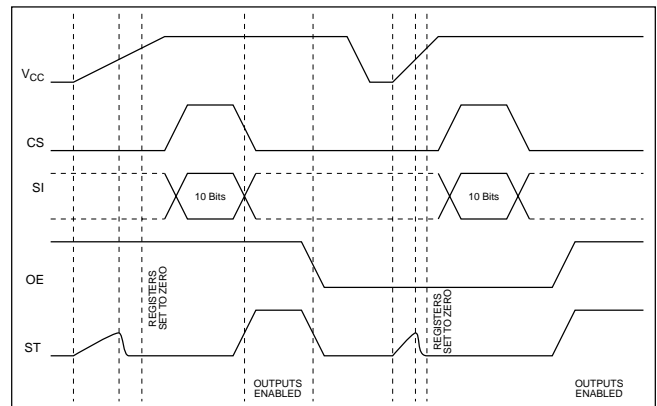 VCC
CS
SI
10 Bits
10 Bits
OE
REGISTERS
SET TO ZERO
REGISTERS
SET TO ZERO
ST
OUTPUTS
ENABLED
OUTPUTS
ENABLED